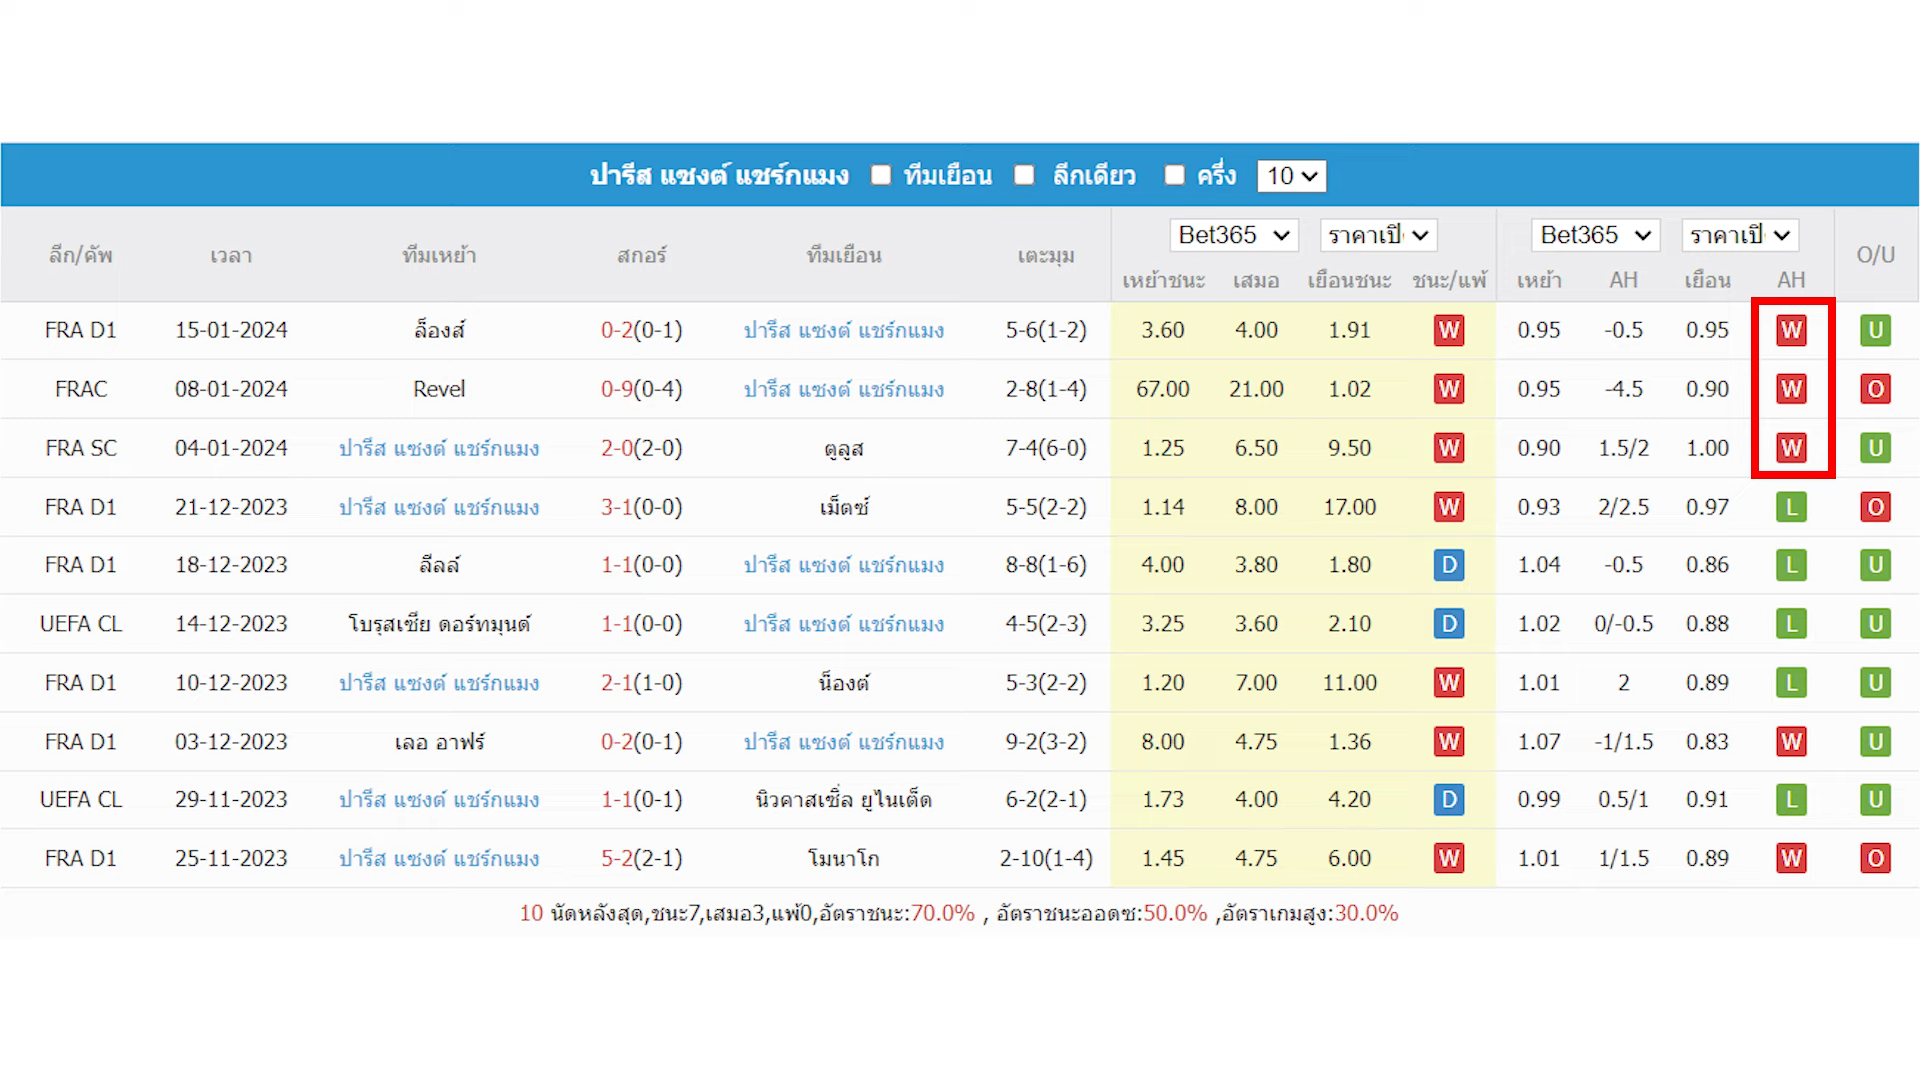 ปารีส แซงต์ แชร์กแมง ทีมเยือน ลีกเดียว ครึ่ง 10
Bet365 ราคาเปิ Bet365 ราคาเปิ
ลีก/คัพ เวลา ทีมเหย้า สกอร์ ทีมเยือน เตะมุม O/U
เหย้าชนะ เสมอ เยือนชนะ ชนะ/แพ้ เหย้า AH เยือน AH
FRA D1 15-01-2024 ล็องส์ 0-2(0-1) ปารีส แซงต์ แชร์กแมง 5-6(1-2) 3.60 4.00 1.91 W 0.95 -0.5 0.95 W U
FRAC 08-01-2024 Revel 0-9(0-4) ปารีส แซงต์ แชร์กแมง 2-8(1-4) 67.00 21.00 1.02 W 0.95 -4.5 0.90 W O
FRA SC 04-01-2024 ปารีส แซงต์ แชร์กแมง 2-0(2-0) ตูลูส 7-4(6-0) 1.25 6.50 9.50 W 0.90 1.5/2 1.00 W U
FRA D1 21-12-2023 ปารีส แซงต์ แชร์กแมง 3-1(0-0) เม็ตซ์ 5-5(2-2) 1.14 8.00 17.00 W 0.93 2/2.5 0.97 L O
FRA D1 18-12-2023 ลีลล์ 1-1(0-0) ปารีส แซงต์ แชร์กแมง 8-8(1-6) 4.00 3.80 1.80 D 1.04 -0.5 0.86 L U
UEFA CL 14-12-2023 โบรุสเซีย ดอร์ทมุนด์ 1-1(0-0) ปารีส แซงต์ แชร์กแมง 4-5(2-3) 3.25 3.60 2.10 D 1.02 0/-0.5 0.88 L U
FRA D1 10-12-2023 ปารีส แซงต์ แชร์กแมง 2-1(1-0) น็องต์ 5-3(2-2) 1.20 7.00 11.00 W 1.01 2 0.89 L U
FRA D1 03-12-2023 เลอ อาฟร์ 0-2(0-1) ปารีส แซงต์ แชร์กแมง 9-2(3-2) 8.00 4.75 1.36 W 1.07 -1/1.5 0.83 W U
UEFA CL 29-11-2023 ปารีส แซงต์ แชร์กแมง 1-1(0-1) นิวคาสเซิ่ล ยูไนเต็ด 6-2(2-1) 1.73 4.00 4.20 D 0.99 0.5/1 0.91 L U
FRA D1 25-11-2023 ปารีส แซงต์ แชร์กแมง 5-2(2-1) โมนาโก 2-10(1-4) 1.45 4.75 6.00 W 1.01 1/1.5 0.89 W O
10 นัดหลังสุด,ชนะ7,เสมอ3,แพ้0,อัตราชนะ:70.0% , อัตราชนะออดซ:50.0% ,อัตราเกมสูง:30.0%